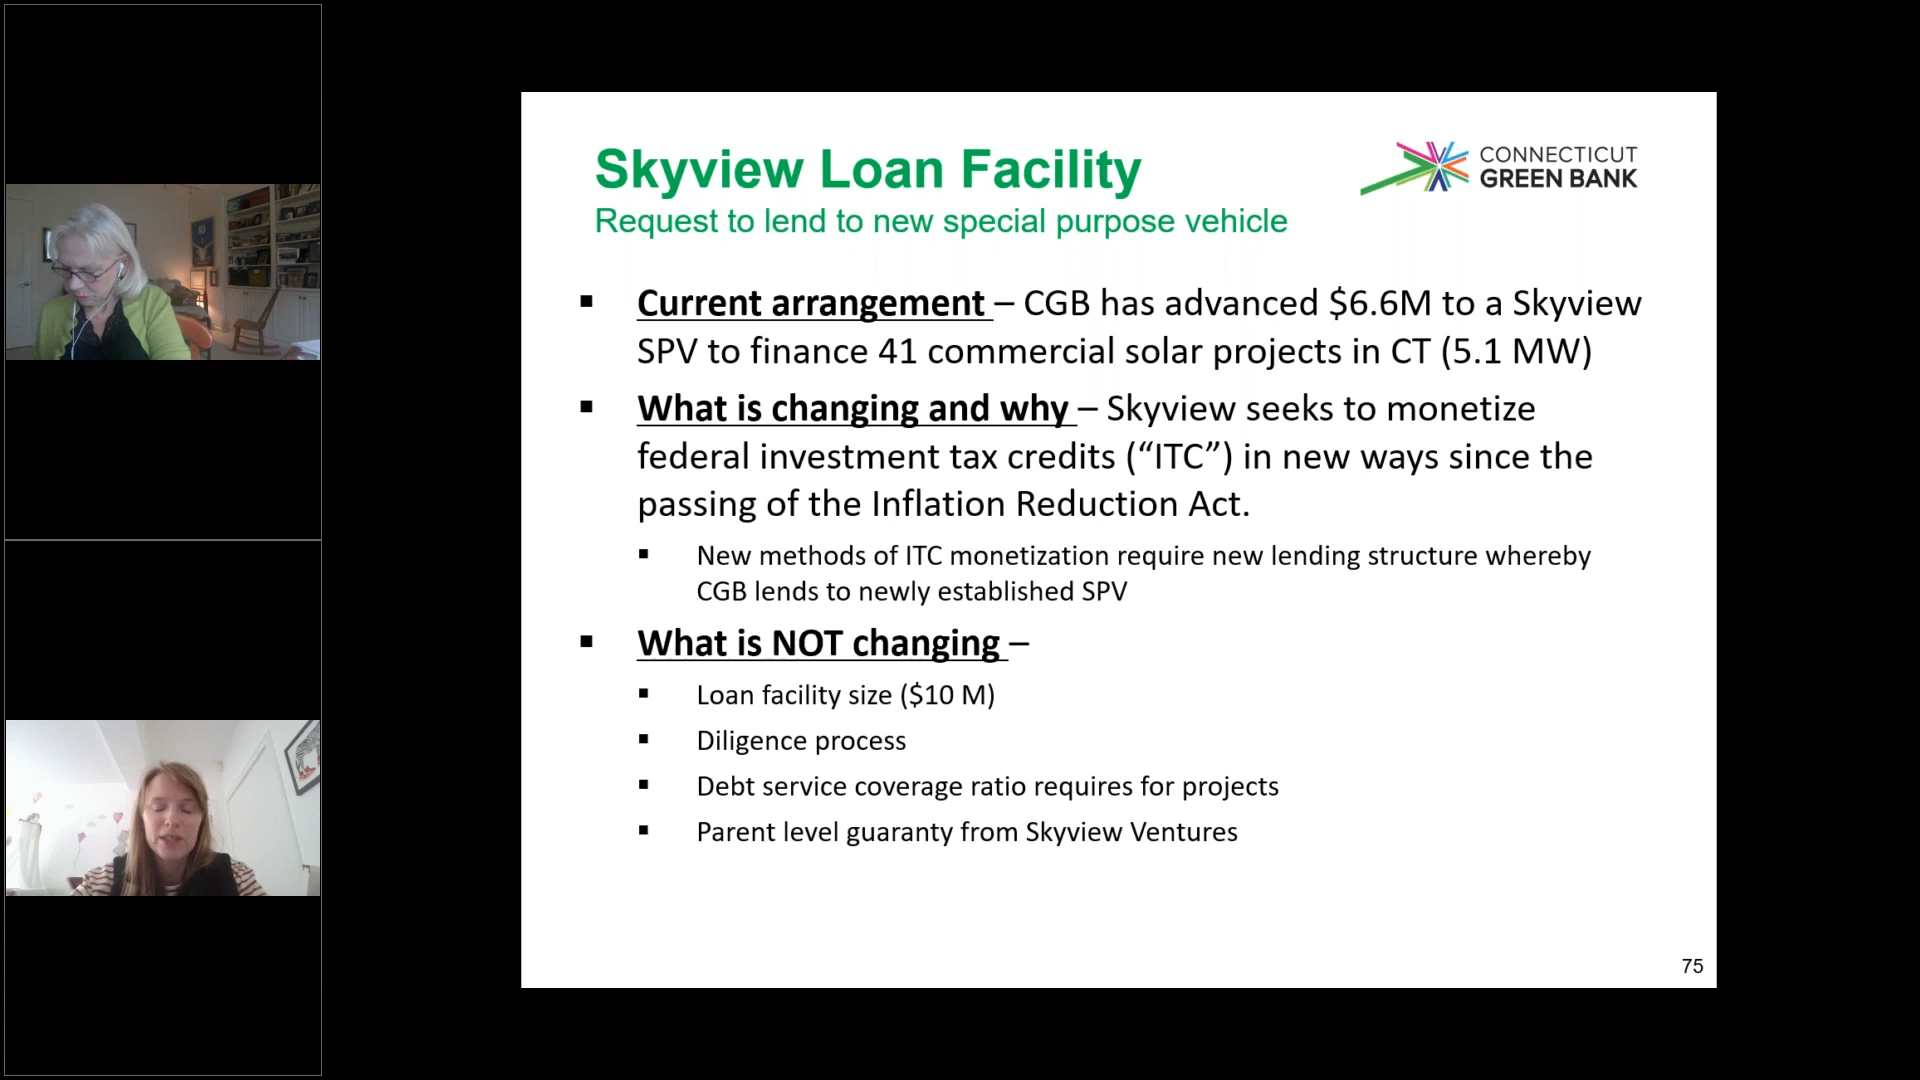 Skyview Loan Facility
CONNECTICUT
GREEN BANK
Request to lend to new special purpose vehicle
▪ Current arrangement – CGB has advanced $6.6M to a Skyview
SPV to finance 41 commercial solar projects in CT (5.1 MW)
▪ What is changing and why – Skyview seeks to monetize
federal investment tax credits (“ITC”) in new ways since the
passing of the Inflation Reduction Act.
▪ New methods of ITC monetization require new lending structure whereby
CGB lends to newly established SPV
▪ What is NOT changing –
▪ Loan facility size ($10 M)
▪ Diligence process
▪ Debt service coverage ratio requires for projects
▪ Parent level guaranty from Skyview Ventures
75